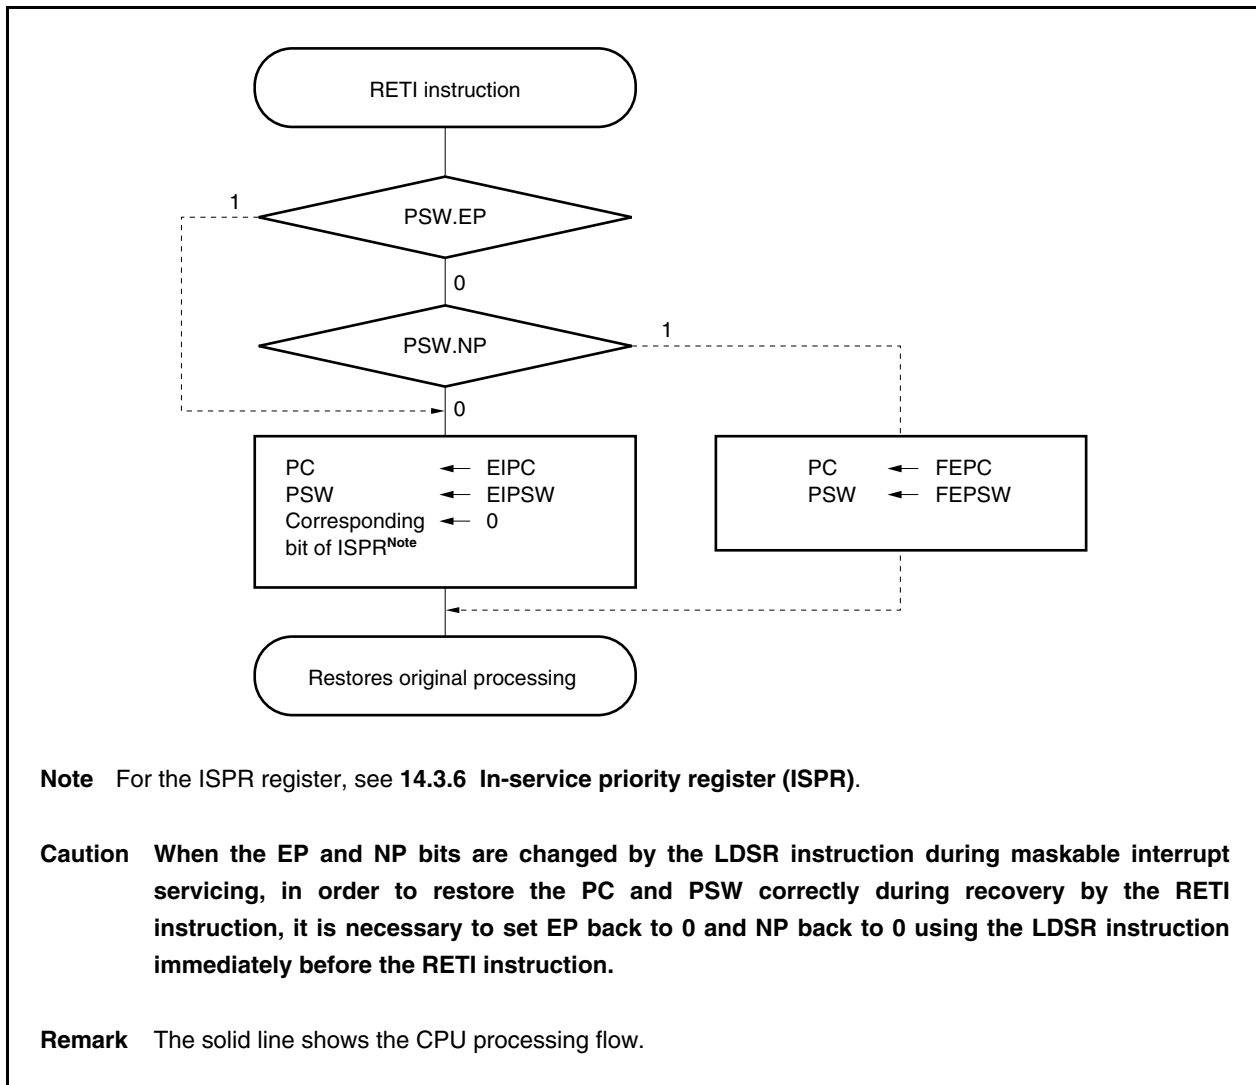 RETI instruction
1
PSW.EP
0
1
PSW.NP
0
PC ← EIPC
PSW ← EIPSW
Corresponding ← 0
bit of ISPRNote
PC ← FEPC
PSW ← FEPSW
Restores original processing
Note For the ISPR register, see 14.3.6 In-service priority register (ISPR).
Caution When the EP and NP bits are changed by the LDSR instruction during maskable interrupt
servicing, in order to restore the PC and PSW correctly during recovery by the RETI
instruction, it is necessary to set EP back to 0 and NP back to 0 using the LDSR instruction
immediately before the RETI instruction.
Remark The solid line shows the CPU processing flow.